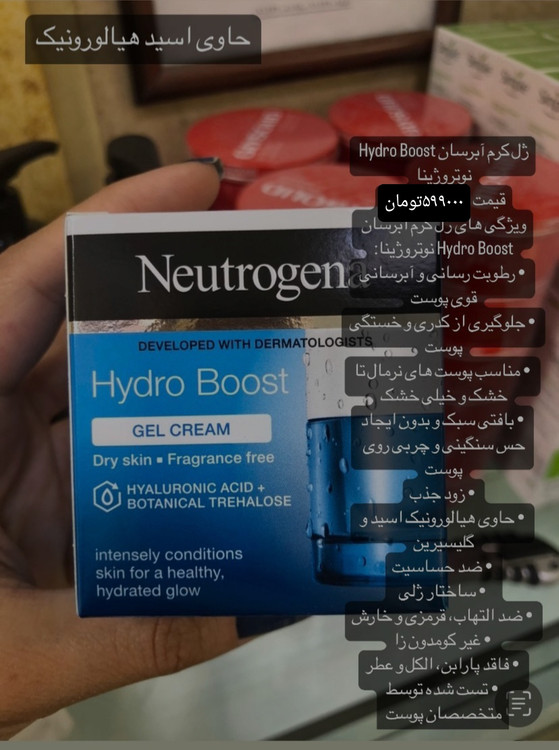 حاوی اسید هیالورونیک
ژل کرم آبرسان Hydro Boost
نوتروژینا
قیمت ۵۹۹۰۰۰تومان
ویژگی های ژل کرم آبرسان
Hydro Boost نوتروژینا:
•رطوبت رسانی و آبرسانی
قوی پوست
•جلوگیری از کدری و خستگی
پوست
•مناسب پوست های نرمال تا
خشک و خیلی خشک
•بافتی سبک و بدون ایجاد
حس سنگینی و چربی روی
پوست
•زود جذب
•حاوی هیالورونیک اسید و
گلیسیرین
•ضد حساسیت
•ساختار ژلی
•ضد التهاب، قرمزی و خارش
•غیر کومدون زا
•فاقد پارابن، الکل و عطر
•تست شده توسط
متخصصان پوست
Neutrogena
DEVELOPED WITH DERMATOLOGISTS
Hydro Boost
GEL CREAM
Dry skin ▪ Fragrance free
HYALURONIC ACID +
BOTANICAL TREHALOSE
intensely conditions
skin for a healthy,
hydrated glow